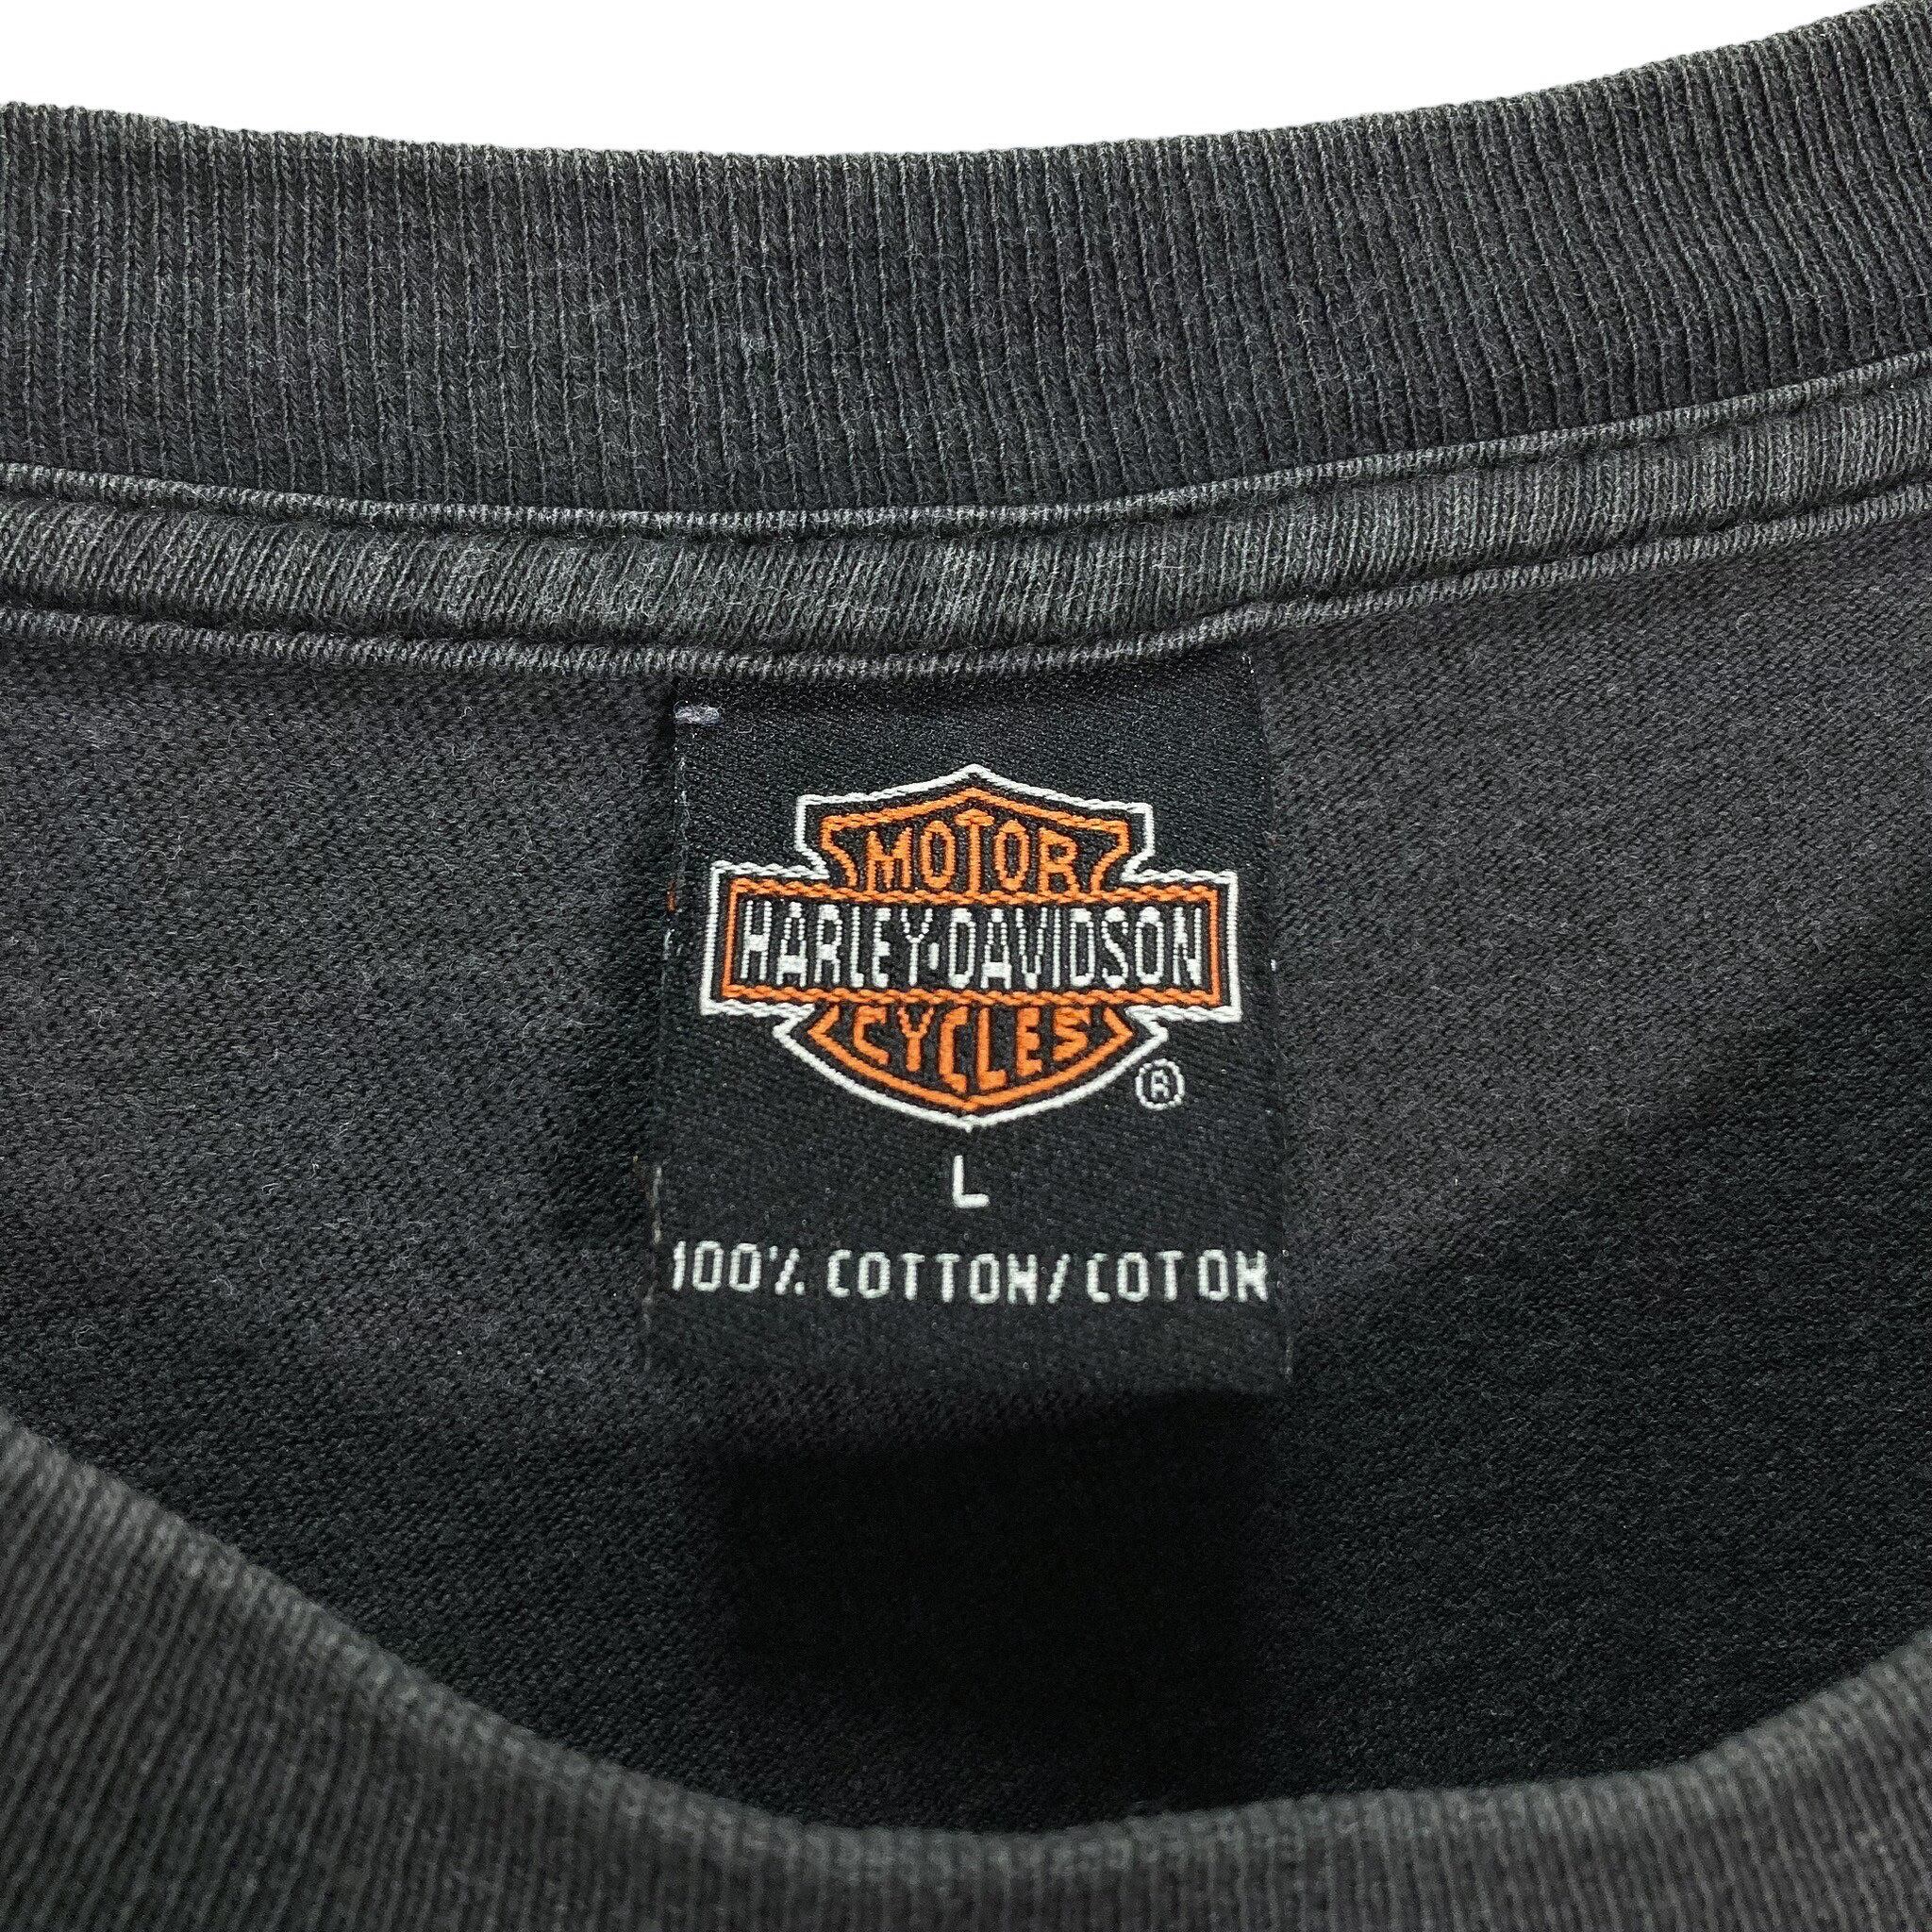 MOTOR
HARLEY-DAVIDSON
CYCLES
®
L
100% COTTON/COTON